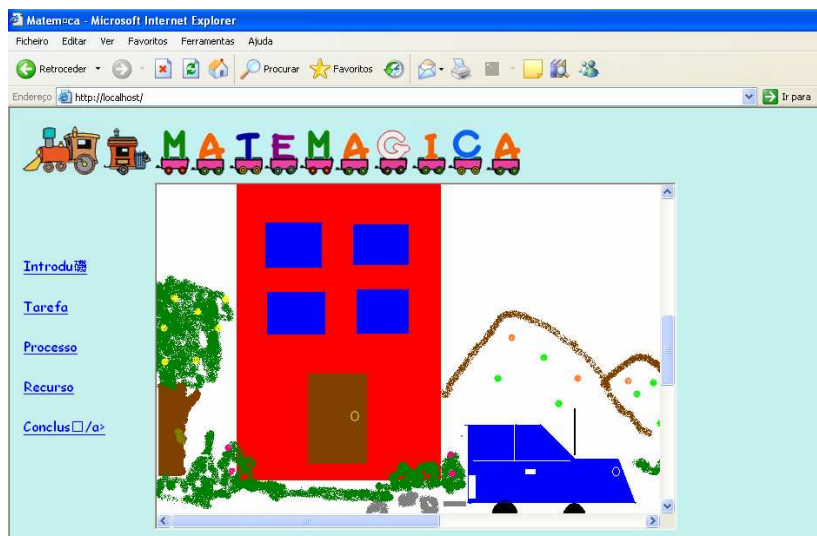 Matem¤ca - Microsoft Internet Explorer
Ficheiro Editar Ver Favoritos Ferramentas Ajuda
Retroceder Procurar Favoritos
Endereço http://localhost/ Ir para
MATEMAGICA
Introdu磯
Tarefa
Processo
Recurso
Conclus□/a>